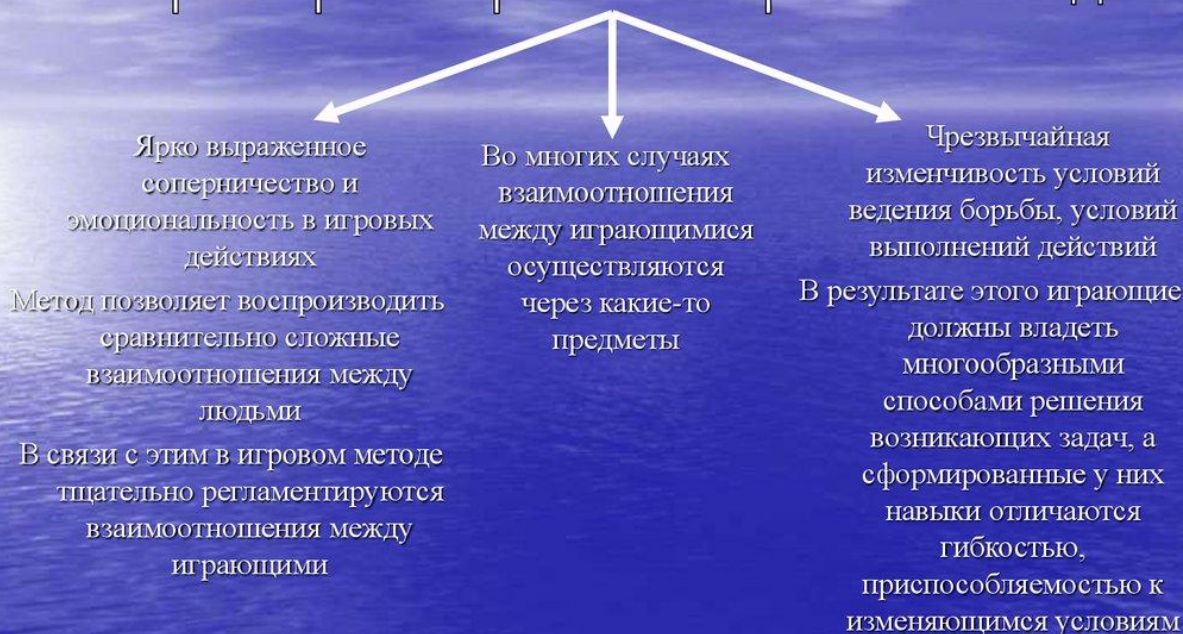 Ярко выраженное
соперничество и
эмоциональность в игровых
действиях
Метод позволяет воспроизводить
сравнительно сложные
взаимоотношения между
людьми
В связи с этим в игровом методе
тщательно регламентируются
взаимоотношения между
играющими
Во многих случаях
взаимоотношения
между играющимися
осуществляются
через какие-то
предметы
Чрезвычайная
изменчивость условий
ведения борьбы, условий
выполнений действий
В результате этого играющие
должны владеть
многообразными
способами решения
возникающих задач, а
сформированные у них
навыки отличаются
гибкостью,
приспособляемостью к
изменяющимся условиям